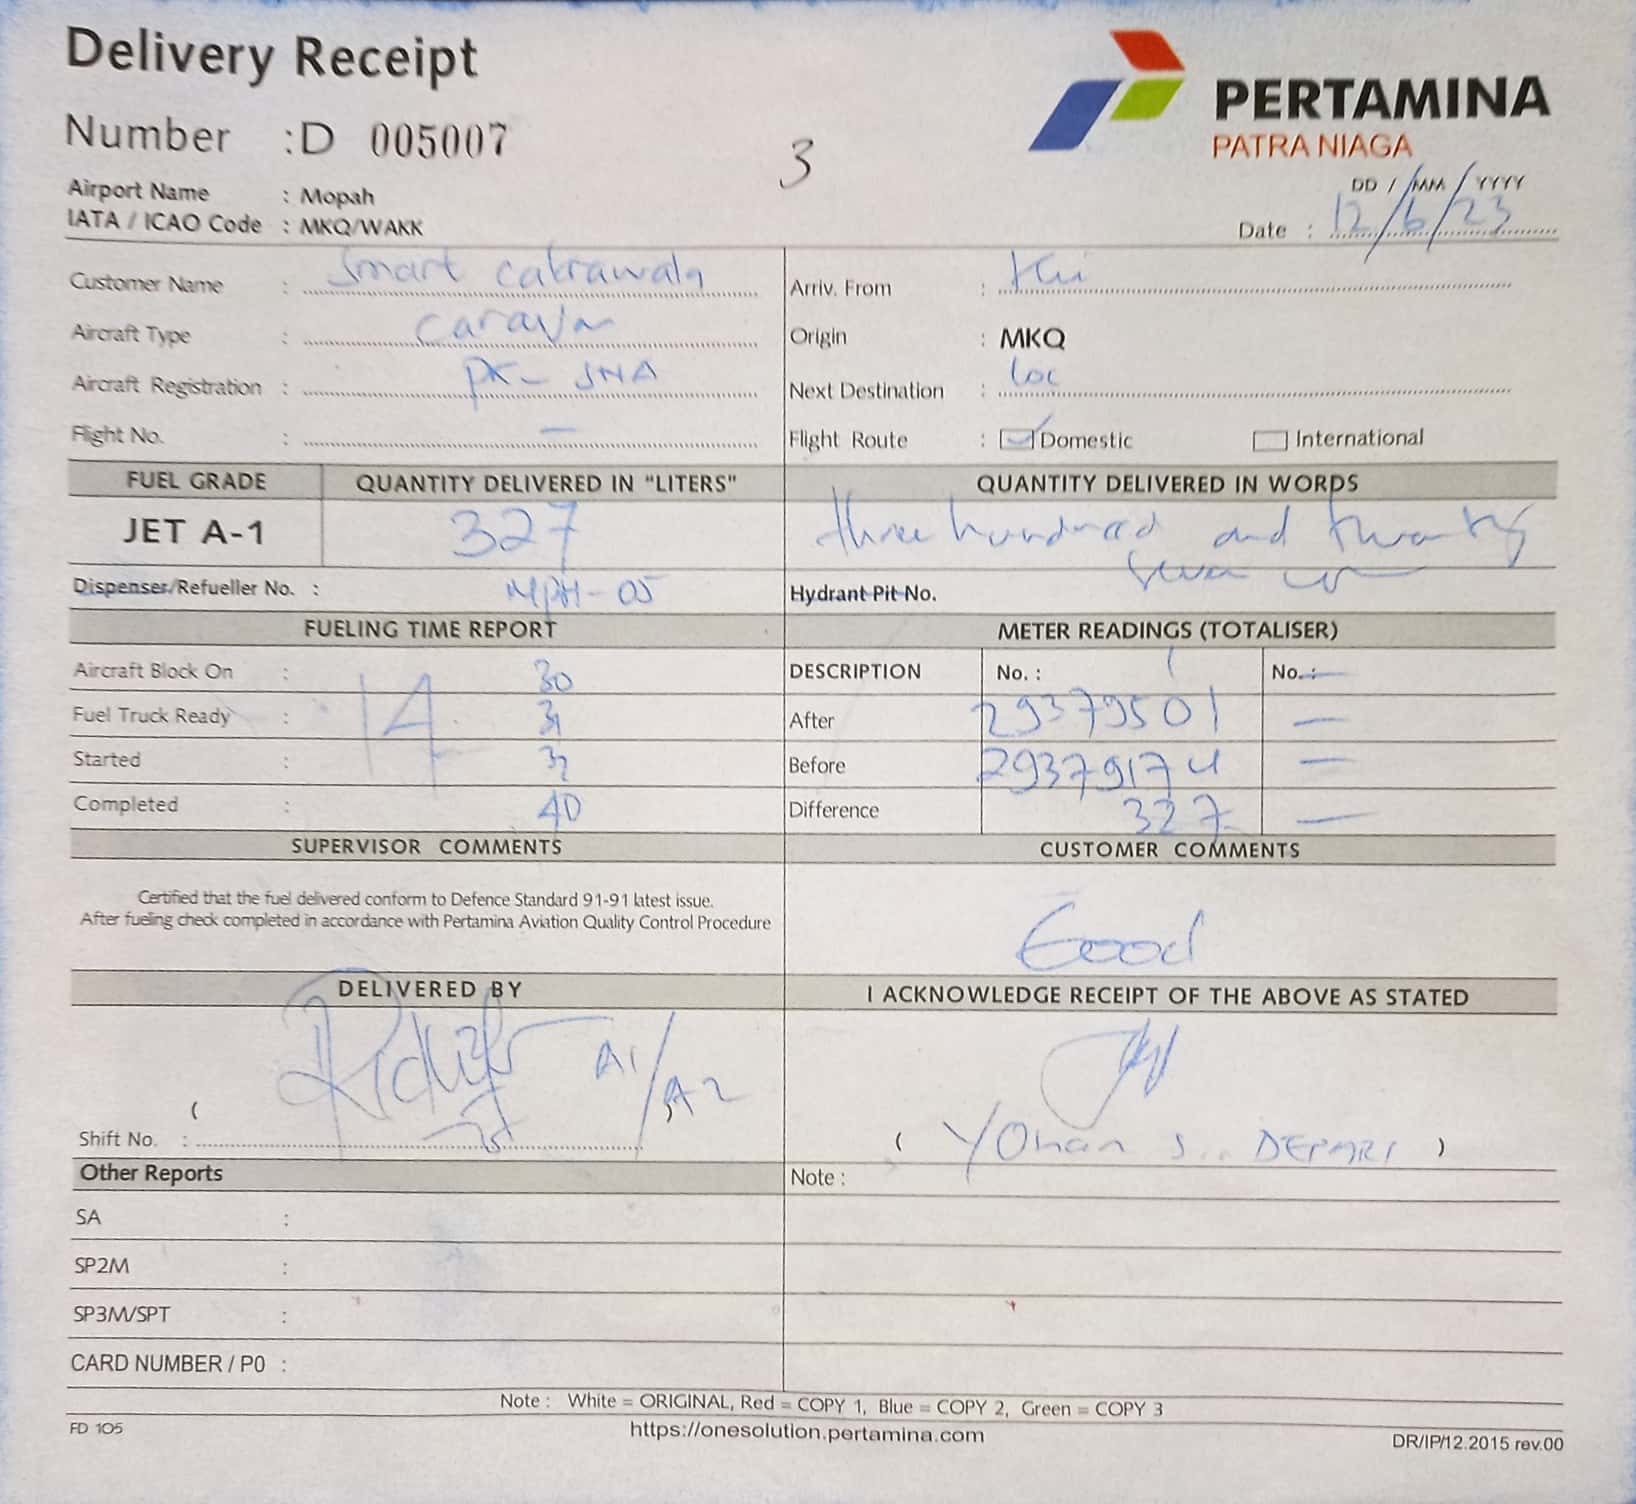 Delivery Receipt
PERTAMINA
PATRA NIAGA
Number :D 005007
3
Airport Name : Mopah
DD / MM / YYYY
IATA / ICAO Code : MKQ/WAKK
Date : 12/6/23
Customer Name : Smart Cakrawala
Arriv. From :
Aircraft Type : Caravan
Origin : MKQ
Aircraft Registration : PK- SNA
Next Destination : Loc
Flight No. : -
Flight Route : Domestic International
FUEL GRADE QUANTITY DELIVERED IN "LITERS" QUANTITY DELIVERED IN WORDS
JET A-1 327 three hundred and twenty
seven
Dispenser/Refueller No. : MPH-05 Hydrant Pit No.
FUELING TIME REPORT METER READINGS (TOTALISER)
Aircraft Block On : 14 30 DESCRIPTION No. : 1 No. : -
Fuel Truck Ready : 31 After 29379501 -
Started : 32 Before 29379174 -
Completed : 40 Difference 327 -
SUPERVISOR COMMENTS CUSTOMER COMMENTS
Certified that the fuel delivered conform to Defence Standard 91-91 latest issue.
After fueling check completed in accordance with Pertamina Aviation Quality Control Procedure
Good
DELIVERED BY I ACKNOWLEDGE RECEIPT OF THE ABOVE AS STATED
A1/A2
( )
Shift No. :
( Yohan S.. )
Other Reports Note :
SA :
SP2M :
SP3M/SPT :
CARD NUMBER / P0 :
Note : White = ORIGINAL, Red = COPY 1, Blue = COPY 2, Green = COPY 3
FD 105 https://onesolution.pertamina.com DR/IP/12.2015 rev.00